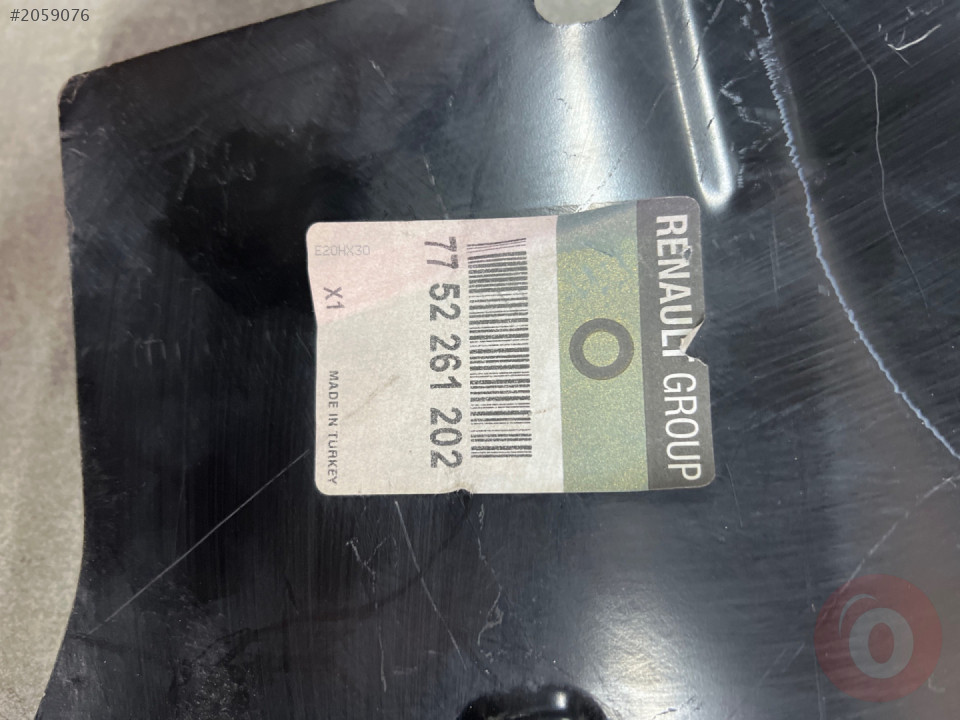 #2059076
RENAULT GROUP
77 52 261 202
E20HX30
X1
MADE IN TURKEY